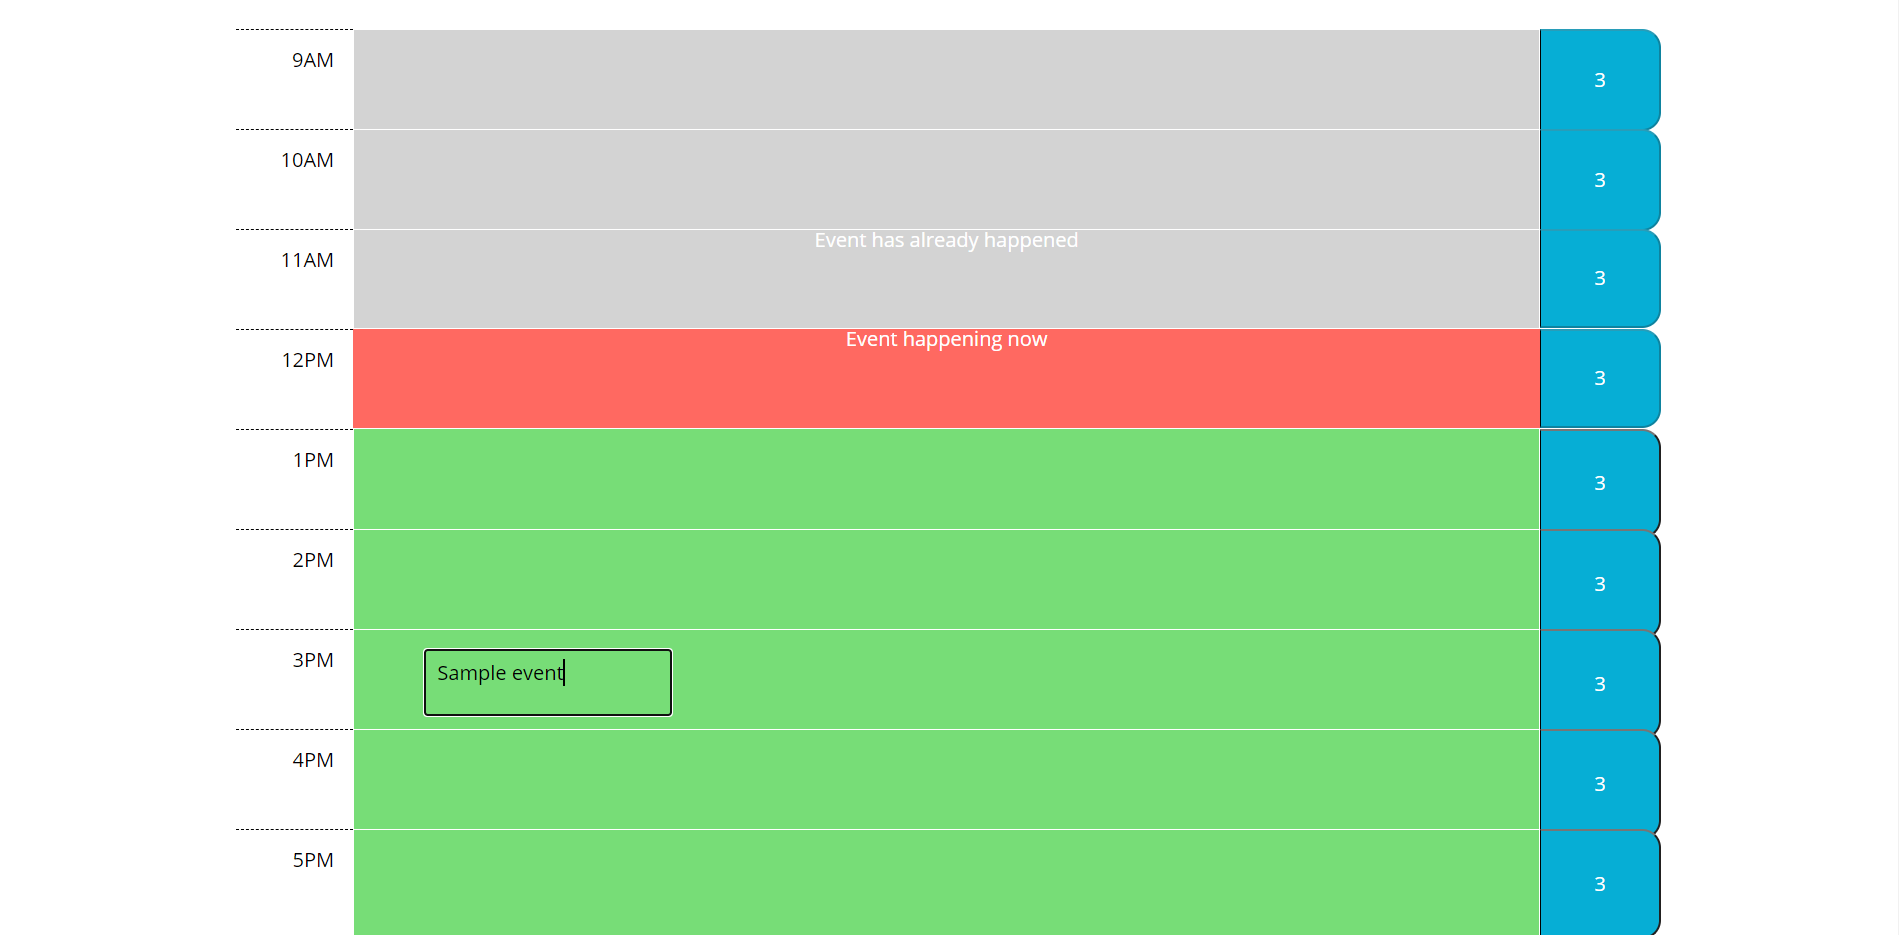 9AM
3
10AM
3
Event has already happened
11AM
3
Event happening now
12PM
3
1PM
3
2PM
3
3PM
Sample event
3
4PM
3
5PM
3